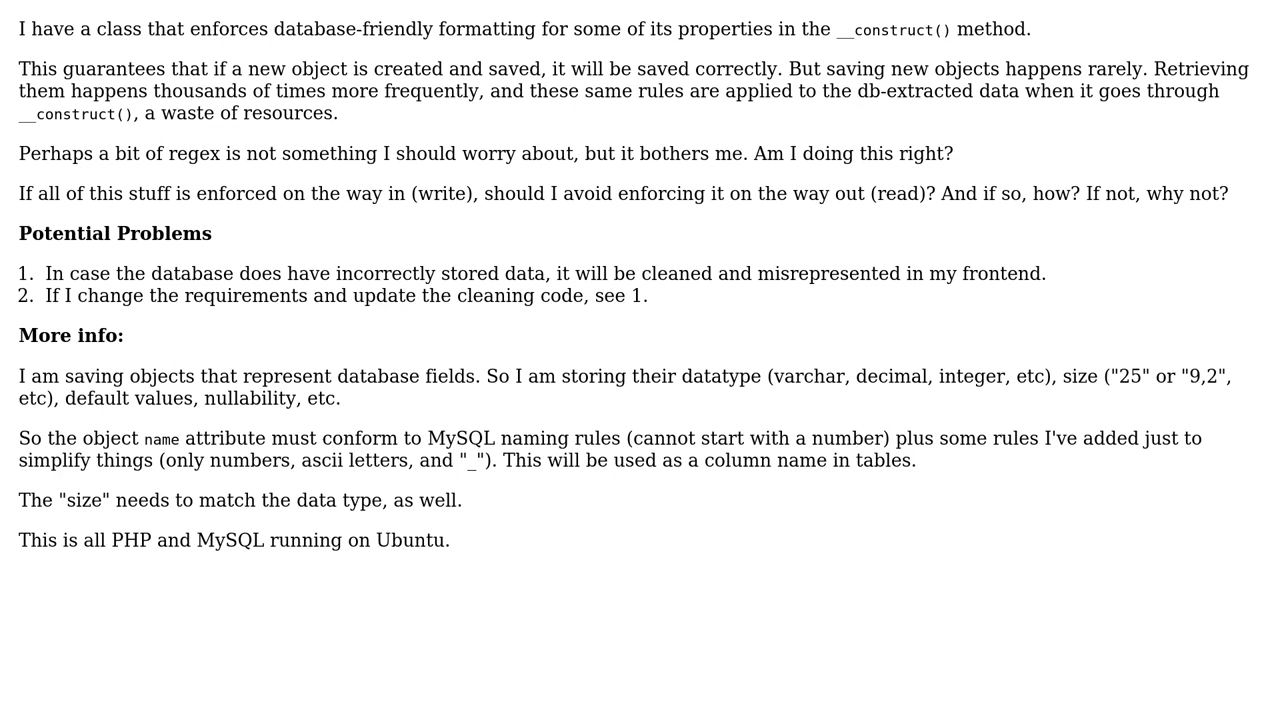 I have a class that enforces database-friendly formatting for some of its properties in the __construct() method.
This guarantees that if a new object is created and saved, it will be saved correctly. But saving new objects happens rarely. Retrieving
them happens thousands of times more frequently, and these same rules are applied to the db-extracted data when it goes through
__construct(), a waste of resources.
Perhaps a bit of regex is not something I should worry about, but it bothers me. Am I doing this right?
If all of this stuff is enforced on the way in (write), should I avoid enforcing it on the way out (read)? And if so, how? If not, why not?
Potential Problems
1. In case the database does have incorrectly stored data, it will be cleaned and misrepresented in my frontend.
2. If I change the requirements and update the cleaning code, see 1.
More info:
I am saving objects that represent database fields. So I am storing their datatype (varchar, decimal, integer, etc), size ("25" or "9,2",
etc), default values, nullability, etc.
So the object name attribute must conform to MySQL naming rules (cannot start with a number) plus some rules I've added just to
simplify things (only numbers, ascii letters, and "_"). This will be used as a column name in tables.
The "size" needs to match the data type, as well.
This is all PHP and MySQL running on Ubuntu.